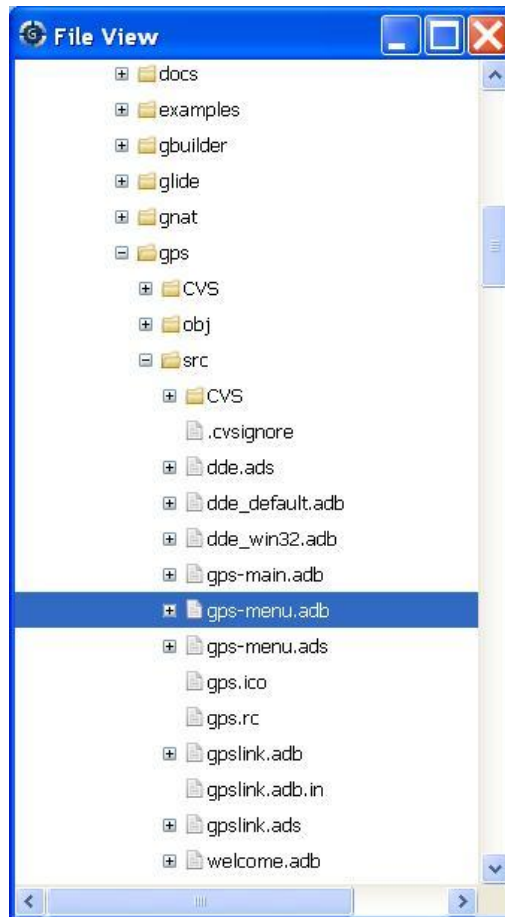 File View
docs
examples
gbuilder
glide
gnat
gps
CVS
obj
src
CVS
.cvsignore
dde.ads
dde_default.adb
dde_win32.adb
gps-main.adb
gps-menu.adb
gps-menu.ads
gps.ico
gps.rc
gpslink.adb
gpslink.adb.in
gpslink.ads
welcome.adb